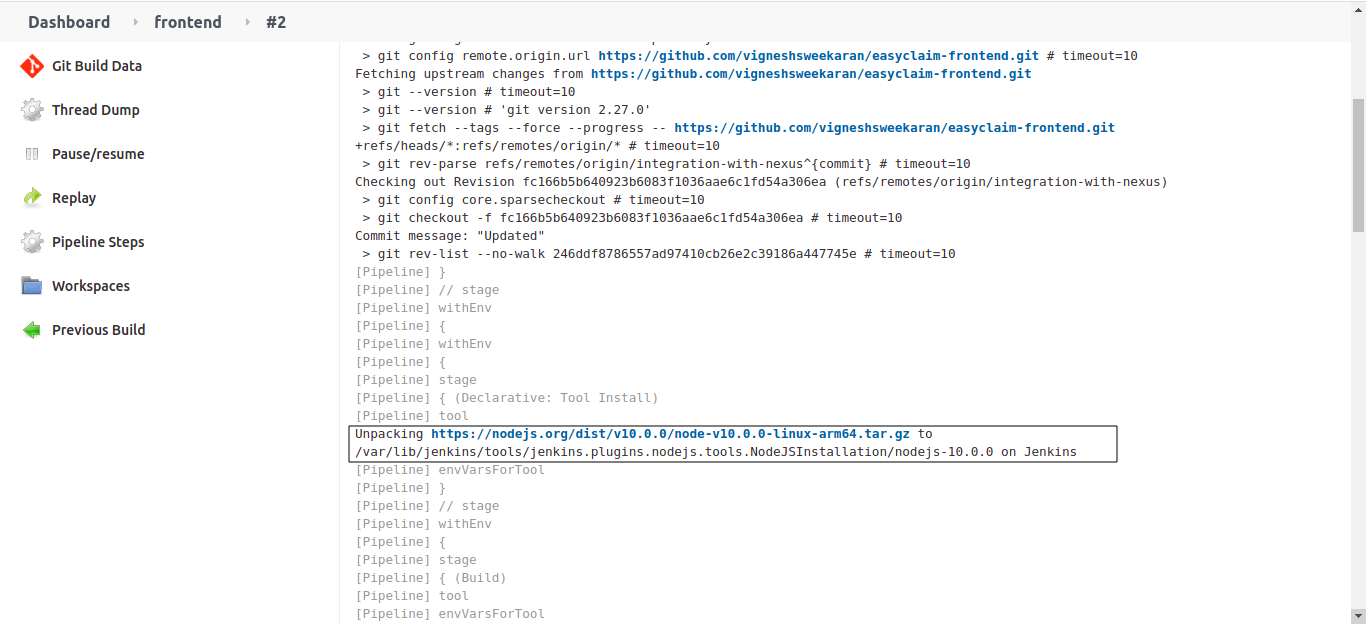 Dashboard
frontend
#2
Git Build Data
Thread Dump
Pause/resume
Replay
Pipeline Steps
Workspaces
Previous Build
> git config remote.origin.url https://github.com/vigneshsweekaran/easyclaim-frontend.git # timeout=10
Fetching upstream changes from https://github.com/vigneshsweekaran/easyclaim-frontend.git
> git --version # timeout=10
> git --version # 'git version 2.27.0'
> git fetch --tags --force --progress -- https://github.com/vigneshsweekaran/easyclaim-frontend.git
+refs/heads/*:refs/remotes/origin/* # timeout=10
> git rev-parse refs/remotes/origin/integration-with-nexus^{commit} # timeout=10
Checking out Revision fc166b5b640923b6083f1036aae6c1fd54a306ea (refs/remotes/origin/integration-with-nexus)
> git config core.sparsecheckout # timeout=10
> git checkout -f fc166b5b640923b6083f1036aae6c1fd54a306ea # timeout=10
Commit message: "Updated"
> git rev-list --no-walk 246ddf8786557ad97410cb26e2c39186a447745e # timeout=10
[Pipeline] }
[Pipeline] // stage
[Pipeline] withEnv
[Pipeline] {
[Pipeline] withEnv
[Pipeline] {
[Pipeline] stage
[Pipeline] { (Declarative: Tool Install)
[Pipeline] tool
Unpacking https://nodejs.org/dist/v10.0.0/node-v10.0.0-linux-arm64.tar.gz to
/var/lib/jenkins/tools/jenkins.plugins.nodejs.tools.NodeJSInstallation/nodejs-10.0.0 on Jenkins
[Pipeline] envVarsForTool
[Pipeline] }
[Pipeline] // stage
[Pipeline] withEnv
[Pipeline] {
[Pipeline] stage
[Pipeline] { (Build)
[Pipeline] tool
[Pipeline] envVarsForTool